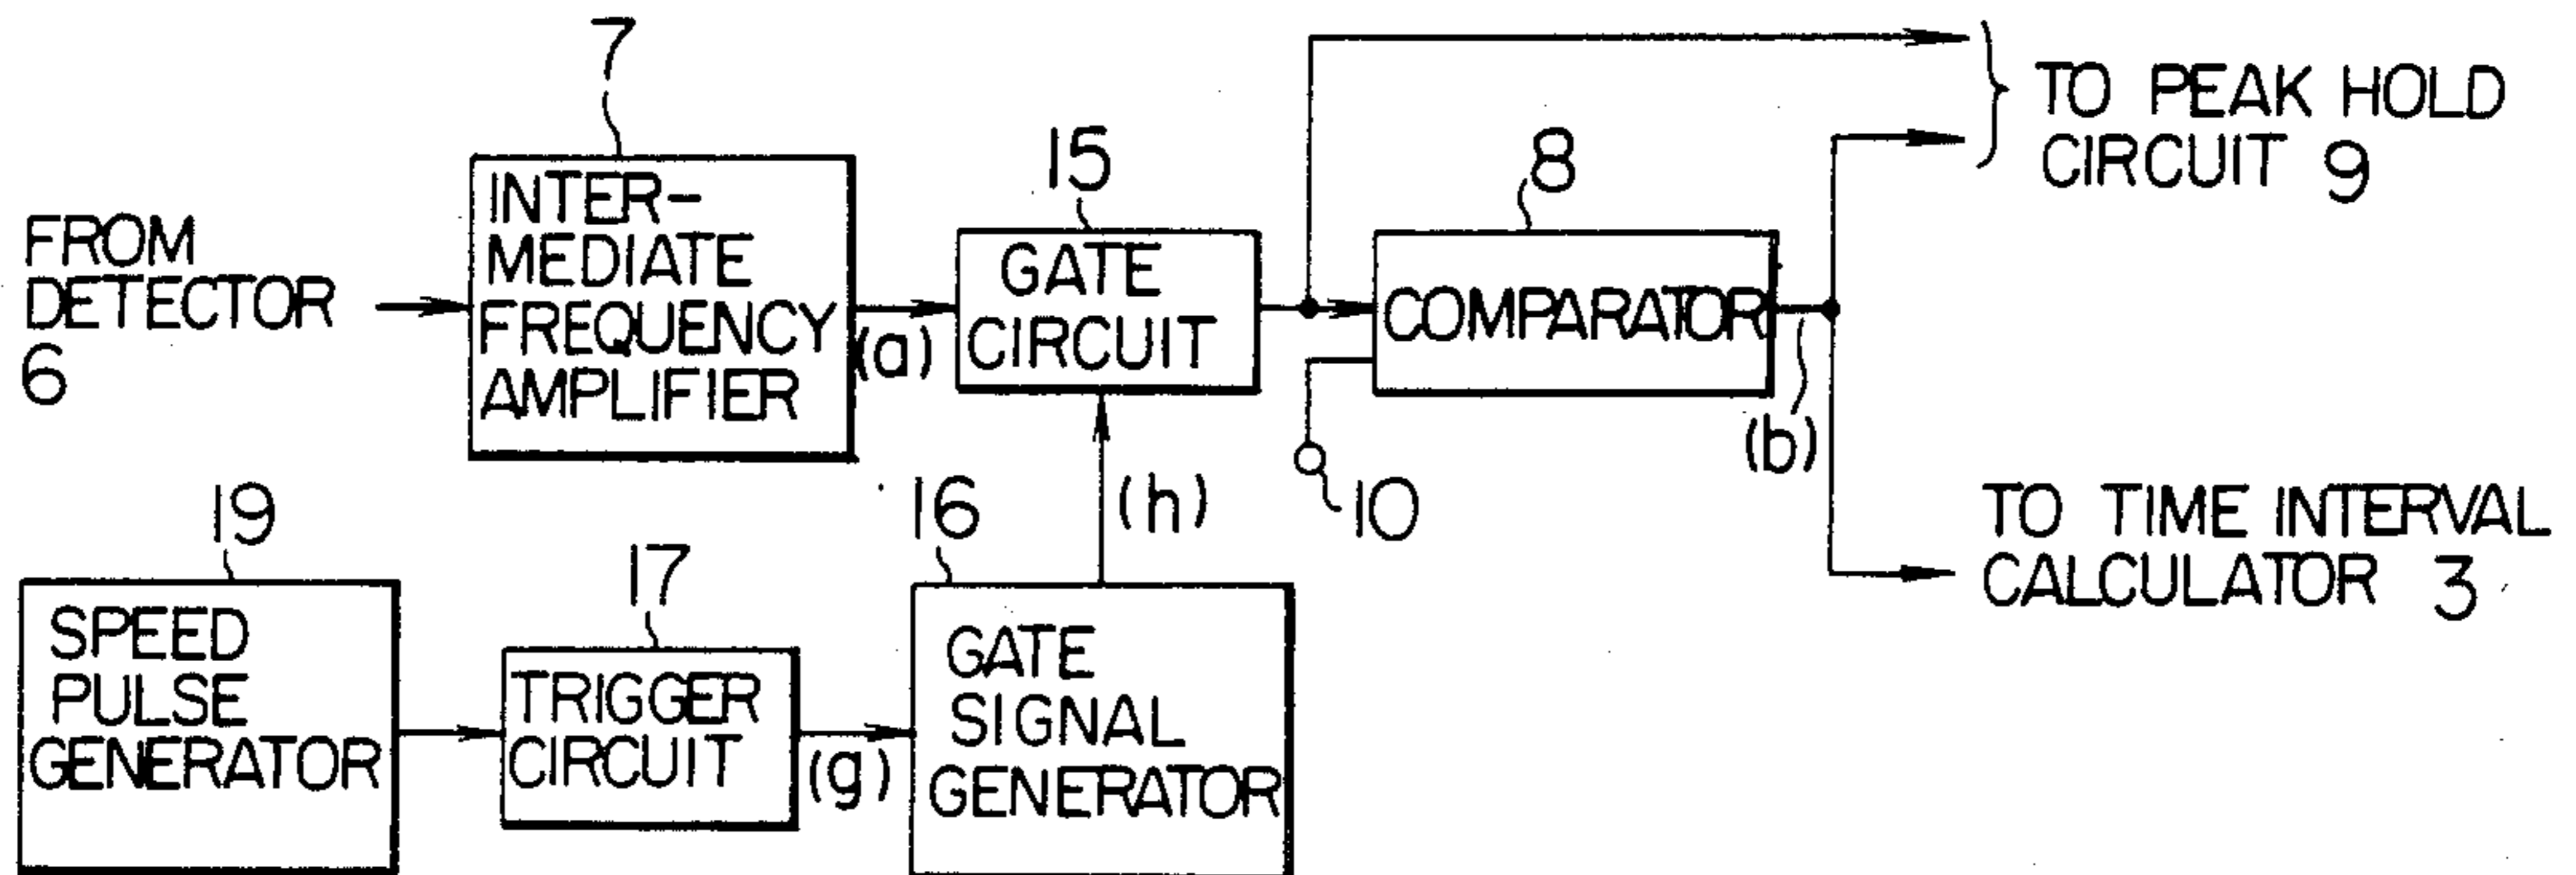 7
INTER-
MEDIATE
FREQUENCY
AMPLIFIER
FROM
DETECTOR
6
(a)
15
GATE
CIRCUIT
8
COMPARATOR
10
(b)
TO PEAK HOLD
CIRCUIT 9
TO TIME INTERVAL
CALCULATOR 3
19
SPEED
PULSE
GENERATOR
17
TRIGGER
CIRCUIT
(g)
16
GATE
SIGNAL
GENERATOR
(h)